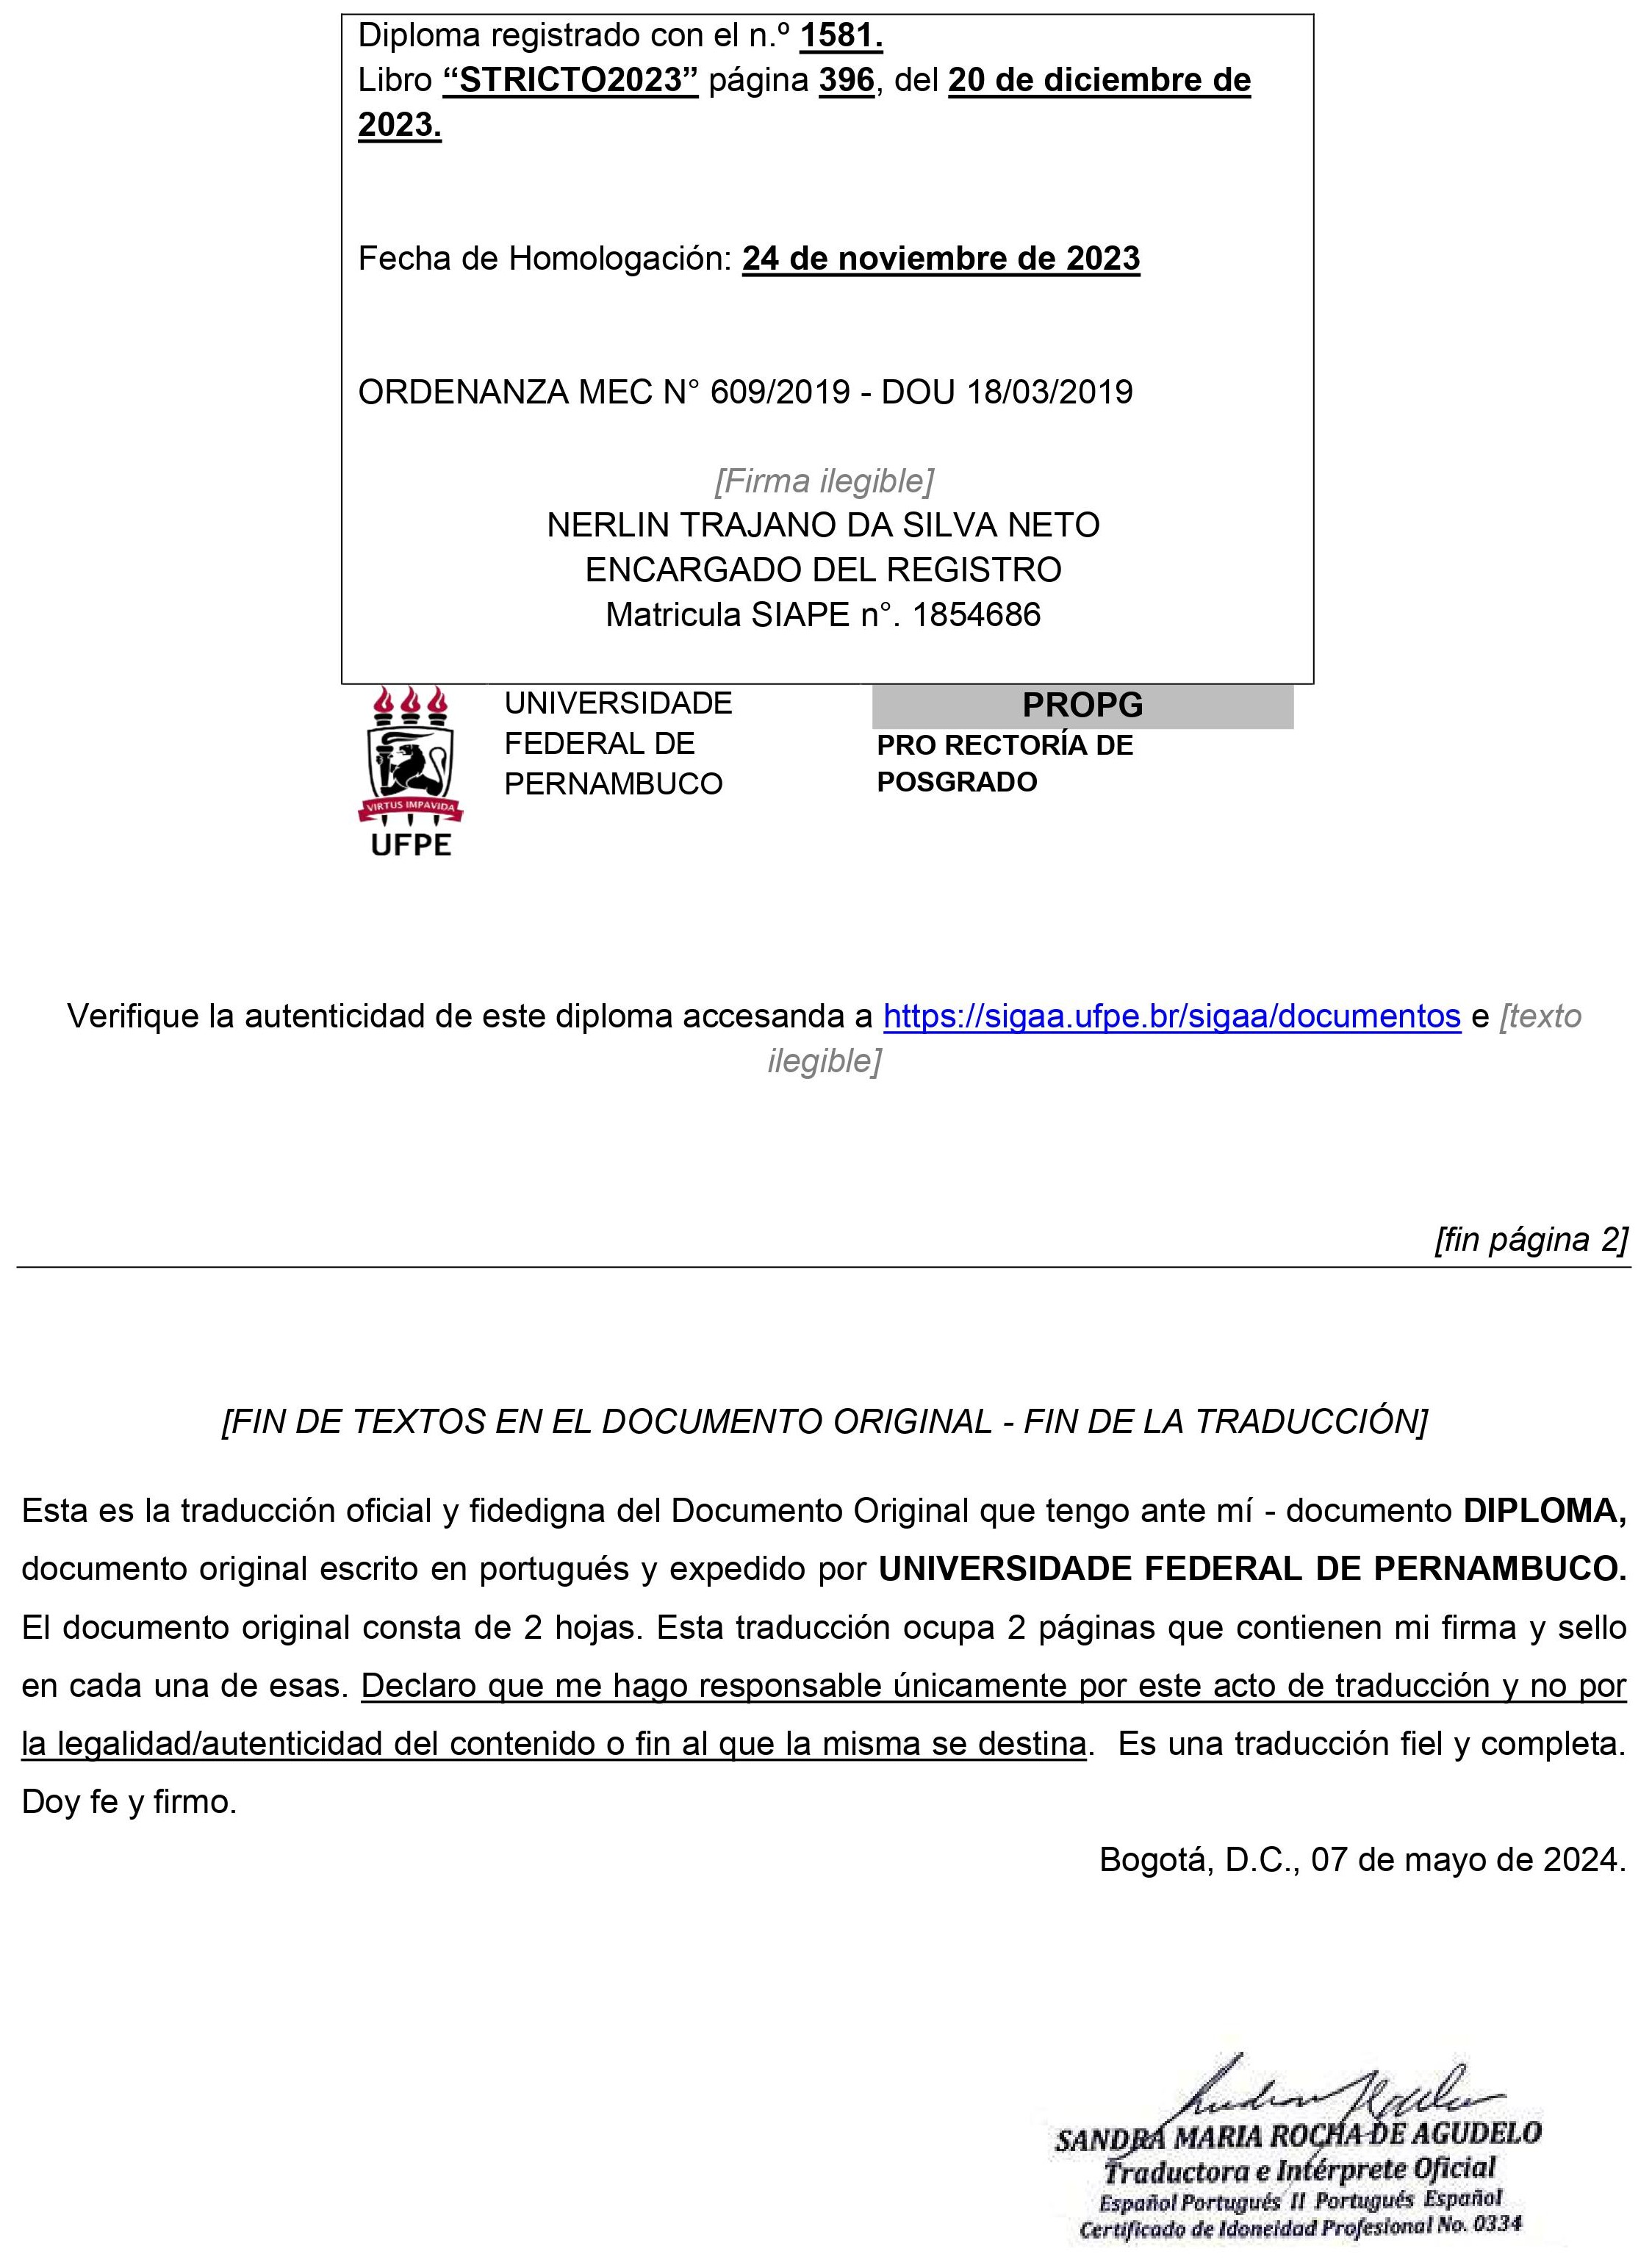 Diploma registrado con el n.º 1581.
Libro “STRICTO2023” página 396, del 20 de diciembre de
2023.
Fecha de Homologación: 24 de noviembre de 2023
ORDENANZA MEC N° 609/2019 - DOU 18/03/2019
[Firma ilegible]
NERLIN TRAJANO DA SILVA NETO
ENCARGADO DEL REGISTRO
Matricula SIAPE n°. 1854686
VIRTUS IMPAVIDA
UFPE
UNIVERSIDADE
FEDERAL DE
PERNAMBUCO
PROPG
PRO RECTORÍA DE
POSGRADO
Verifique la autenticidad de este diploma accesanda a https://sigaa.ufpe.br/sigaa/documentos e [texto
ilegible]
[fin página 2]
[FIN DE TEXTOS EN EL DOCUMENTO ORIGINAL - FIN DE LA TRADUCCIÓN]
Esta es la traducción oficial y fidedigna del Documento Original que tengo ante mí - documento DIPLOMA,
documento original escrito en portugués y expedido por UNIVERSIDADE FEDERAL DE PERNAMBUCO.
El documento original consta de 2 hojas. Esta traducción ocupa 2 páginas que contienen mi firma y sello
en cada una de esas. Declaro que me hago responsable únicamente por este acto de traducción y no por
la legalidad/autenticidad del contenido o fin al que la misma se destina. Es una traducción fiel y completa.
Doy fe y firmo.
Bogotá, D.C., 07 de mayo de 2024.
SANDRA MARIA ROCHA DE AGUDELO
Traductora e Intérprete Oficial
Español Portugués II Portugués Español
Certificado de Idoneidad Profesional No. 0334